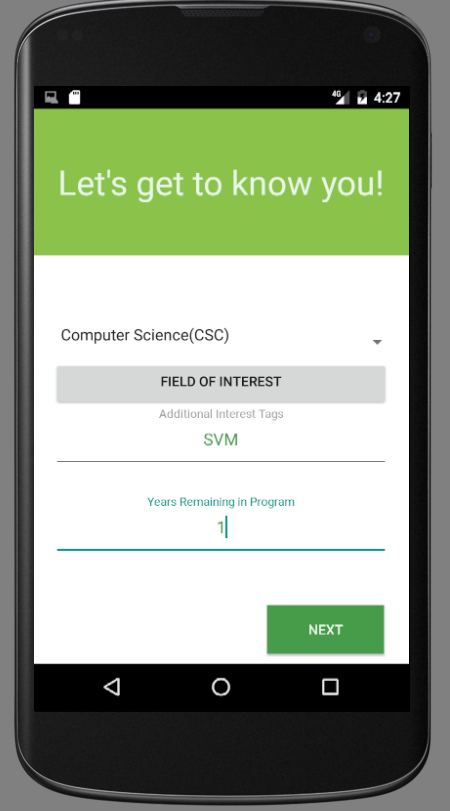 4G 4:27
Let's get to know you!
Computer Science(CSC)
FIELD OF INTEREST
Additional Interest Tags
SVM
Years Remaining in Program
1
NEXT